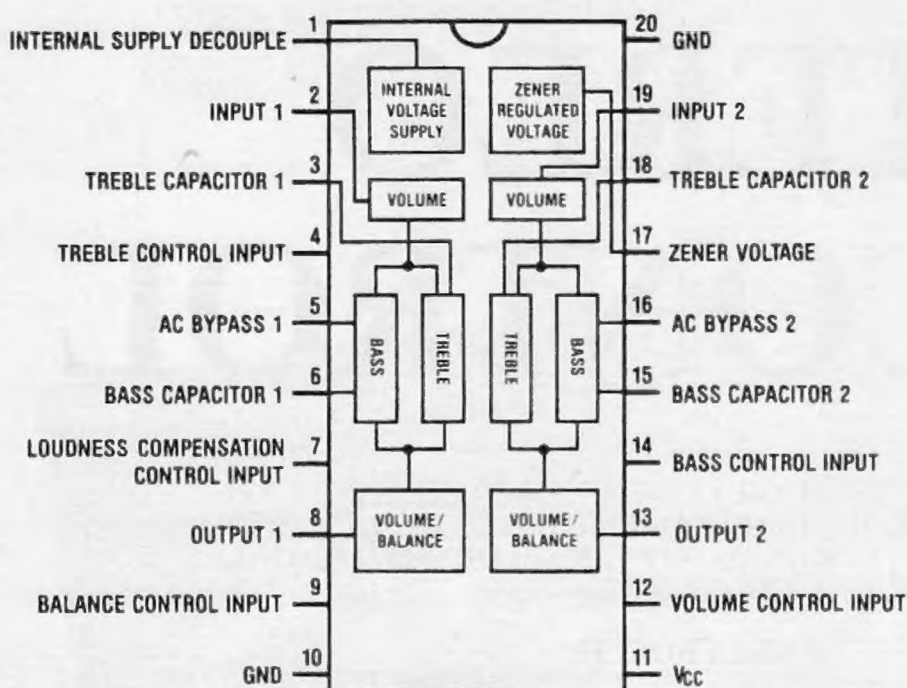 1
INTERNAL SUPPLY DECOUPLE
2
INPUT 1
3
TREBLE CAPACITOR 1
4
TREBLE CONTROL INPUT
5
AC BYPASS 1
6
BASS CAPACITOR 1
7
LOUDNESS COMPENSATION
CONTROL INPUT
8
OUTPUT 1
9
BALANCE CONTROL INPUT
10
GND
INTERNAL
VOLTAGE
SUPPLY
ZENER
REGULATED
VOLTAGE
VOLUME
VOLUME
BASS
TREBLE
TREBLE
BASS
VOLUME/
BALANCE
VOLUME/
BALANCE
20
GND
19
INPUT 2
18
TREBLE CAPACITOR 2
17
ZENER VOLTAGE
16
AC BYPASS 2
15
BASS CAPACITOR 2
14
BASS CONTROL INPUT
13
OUTPUT 2
12
VOLUME CONTROL INPUT
11
VCC